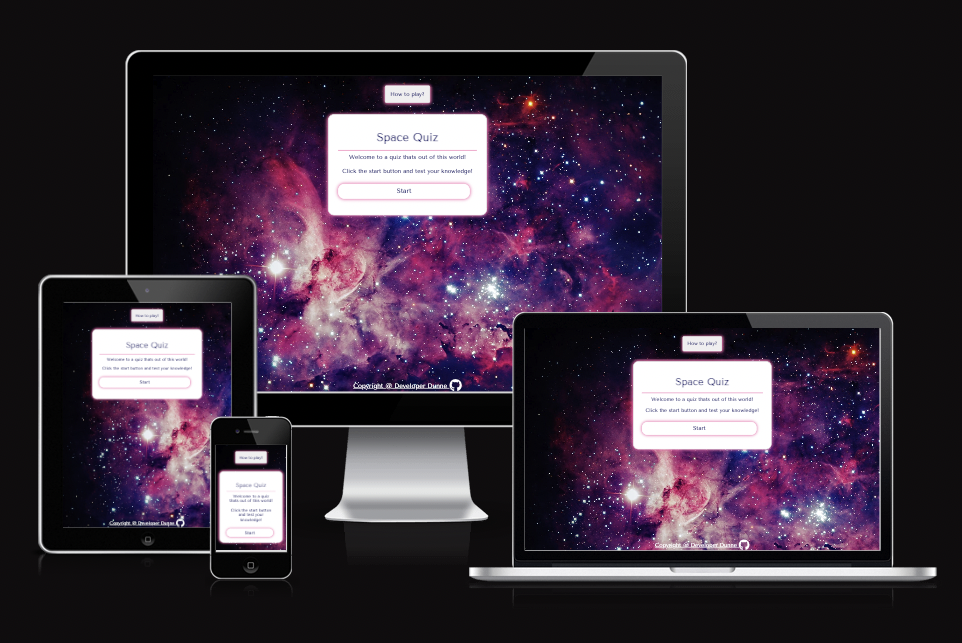 How to play?
Space Quiz
Welcome to a quiz thats out of this world!
Click the start button and test your knowledge!
Start
Copyright @ Developer Dunne
How to play?
Space Quiz
Welcome to a quiz thats out of this world!
Click the start button and test your knowledge!
Start
Copyright @ Developer Dunne
How to play?
Space Quiz
Welcome to a quiz
thats out of this world!
Click the start button
and test your
knowledge!
Start
How to play?
Space Quiz
Welcome to a quiz thats out of this world!
Click the start button and test your knowledge!
Start
Copyright @ Developer Dunne